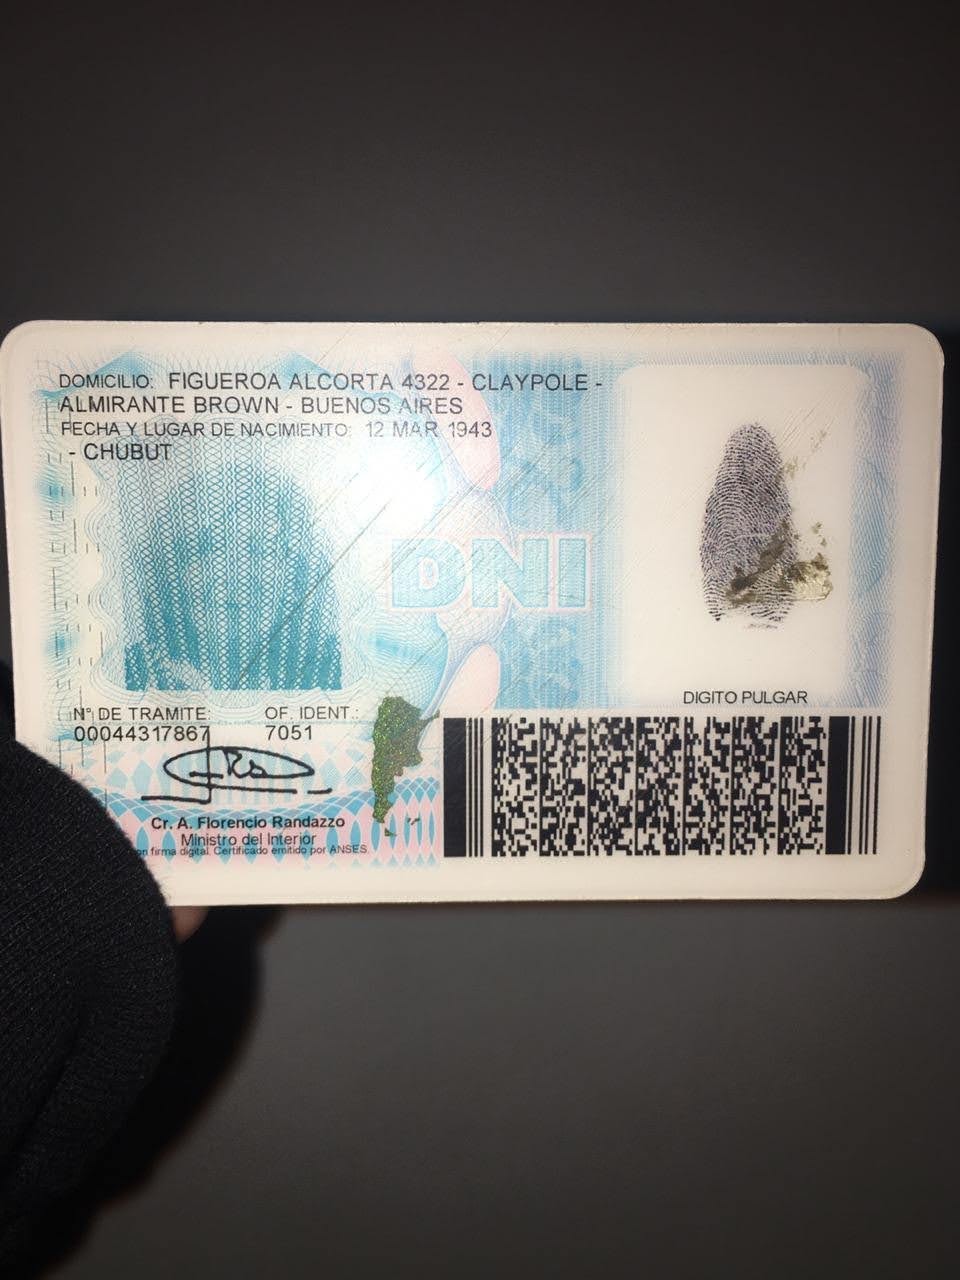 DOMICILIO: FIGUEROA ALCORTA 4322 - CLAYPOLE -
ALMIRANTE BROWN - BUENOS AIRES
FECHA Y LUGAR DE NACIMIENTO: 12 MAR 1943
- CHUBUT
DNI
DIGITO PULGAR
Nº DE TRAMITE: OF. IDENT.:
00044317867 7051
Cr. A. Florencio Randazzo
Ministro del Interior
firma digital. Certificado emitido por ANSES.